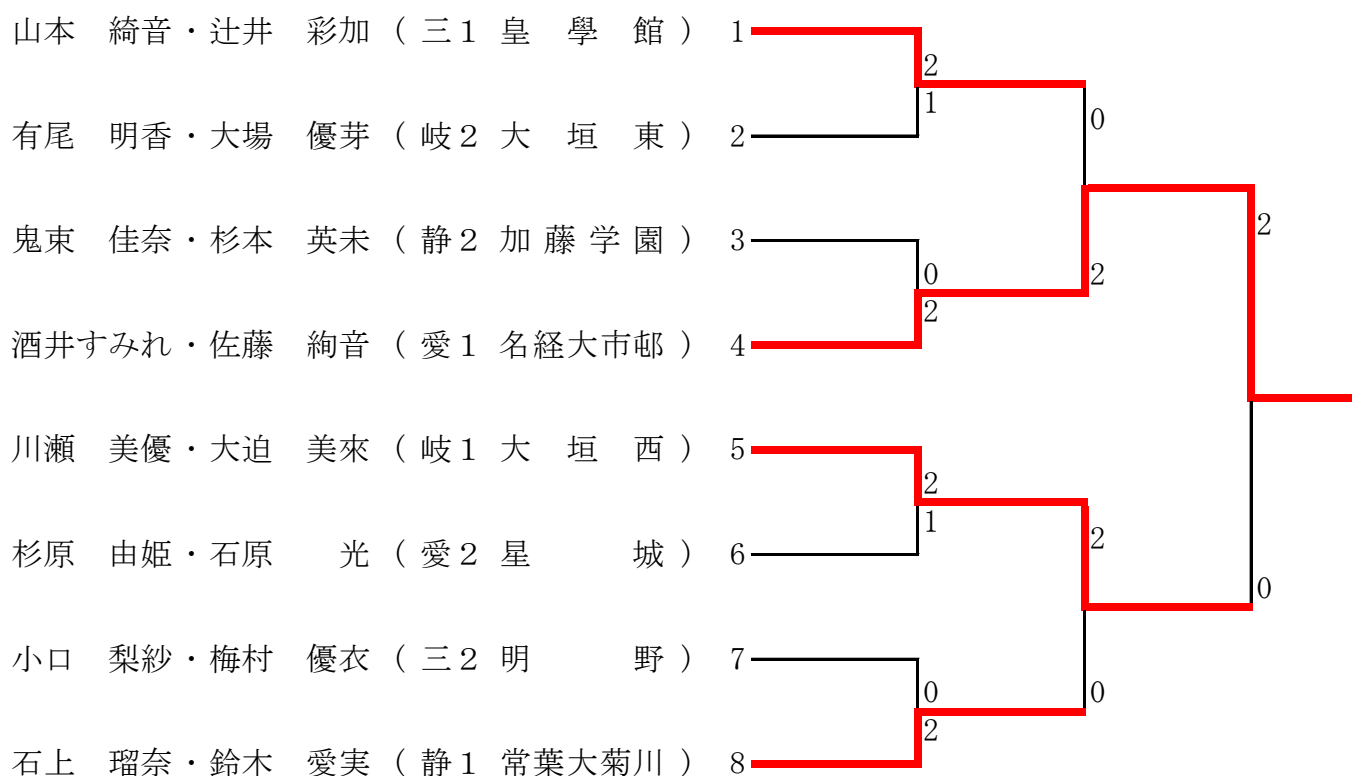 山本　綺音・辻井　彩加（三１ 皇　學　館）　1
2
1
0
有尾　明香・大場　優芽（岐２ 大　垣　東）　2
2
鬼束　佳奈・杉本　英未（静２ 加藤学園）　3
0
2
2
酒井すみれ・佐藤　絢音（愛１ 名経大市邨）　4
川瀬　美優・大迫　美來（岐１ 大　垣　西）　5
2
1
2
杉原　由姫・石原　　光（愛２ 星　　　城）　6
0
小口　梨紗・梅村　優衣（三２ 明　　　野）　7
0
0
2
石上　瑠奈・鈴木　愛実（静１ 常葉大菊川）　8